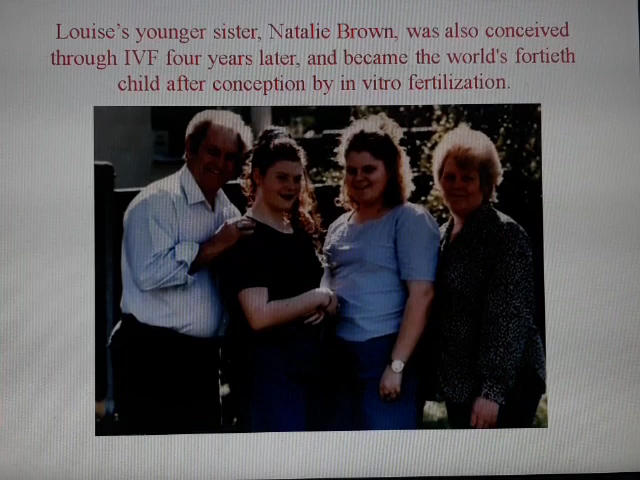 Louise's younger sister, Natalie Brown, was also conceived
through IVF four years later, and became the world's fortieth
child after conception by in vitro fertilization.